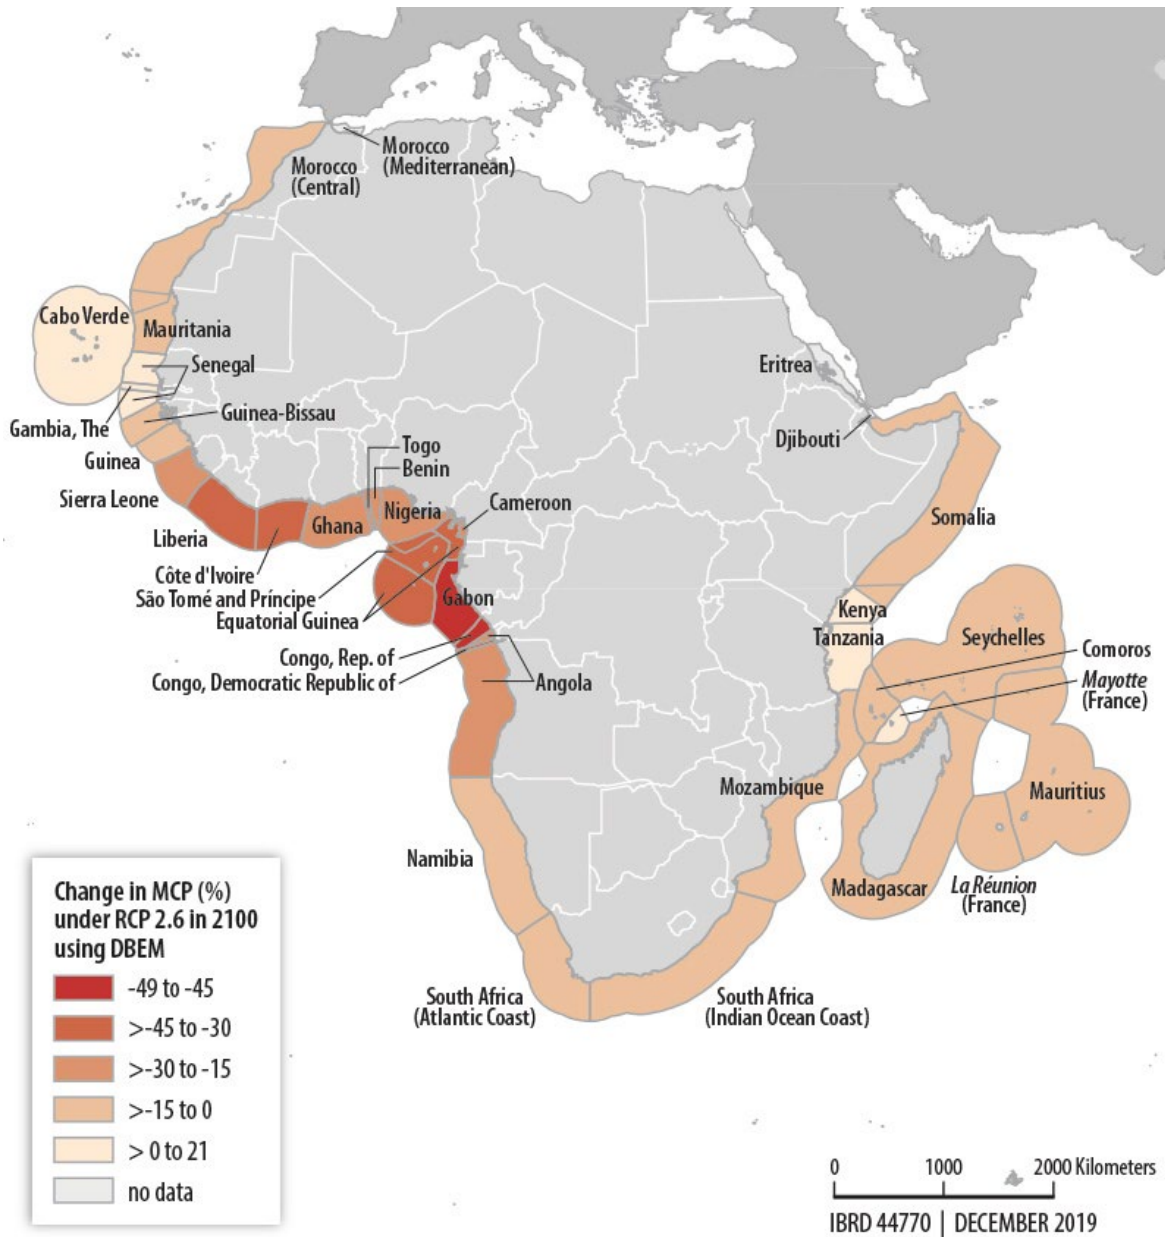 Morocco
(Mediterranean)
Morocco
(Central)
Cabo Verde
Mauritania
Senegal
Eritrea
Gambia, The
Guinea-Bissau
Djibouti
Guinea
Togo
Benin
Sierra Leone
Nigeria
Cameroon
Ghana
Somalia
Liberia
Côte d'Ivoire
São Tomé and Príncipe
Equatorial Guinea
Gabon
Kenya
Tanzania
Seychelles
Comoros
Congo, Rep. of
Congo, Democratic Republic of
Angola
Mayotte
(France)
Mozambique
Mauritius
Namibia
Madagascar
La Réunion
(France)
South Africa
(Atlantic Coast)
South Africa
(Indian Ocean Coast)
Change in MCP (%)
under RCP 2.6 in 2100
using DBEM
-49 to -45
>-45 to -30
>-30 to -15
>-15 to 0
> 0 to 21
no data
0 1000 2000 Kilometers
IBRD 44770 | DECEMBER 2019